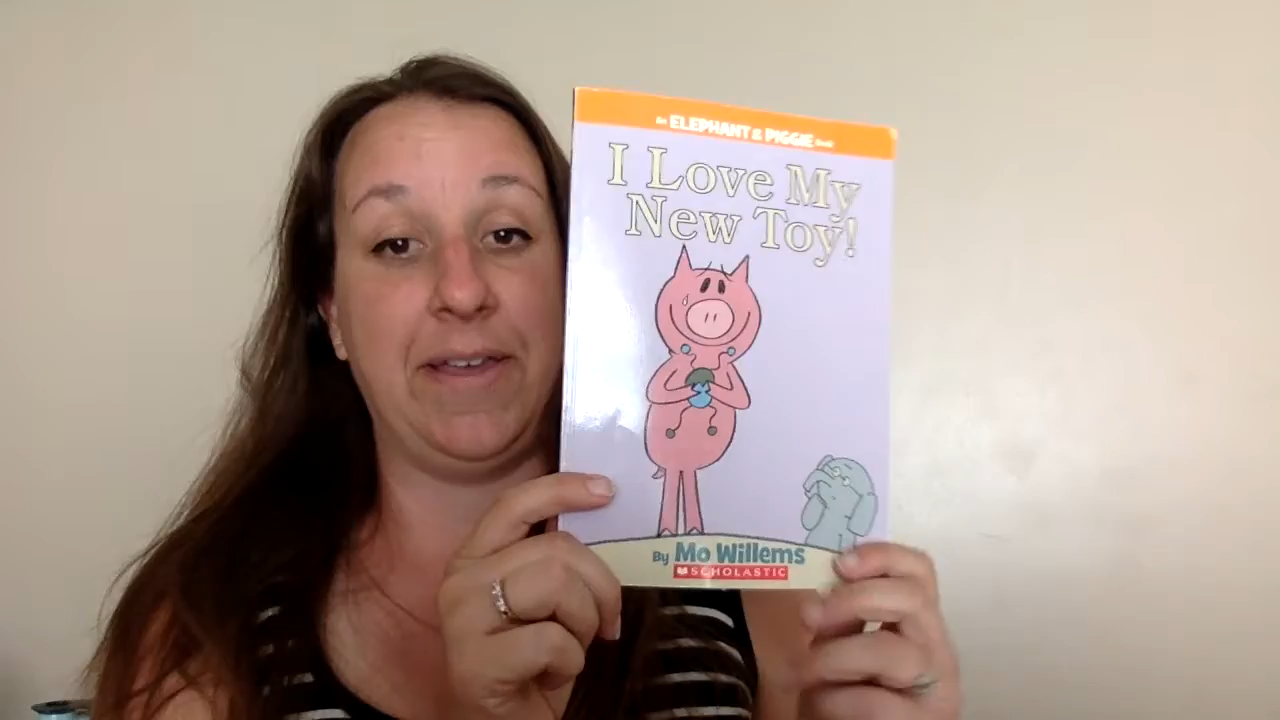 An ELEPHANT & PIGGIE Book
I Love My
New Toy!
By Mo Willems
SCHOLASTIC